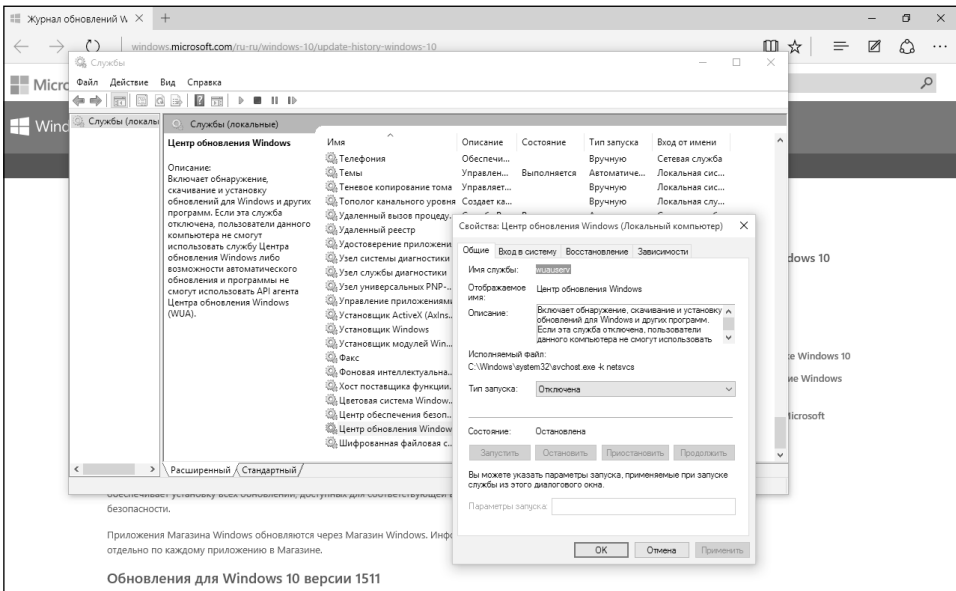 Журнал обновлений W
windows.microsoft.com/ru-ru/windows-10/update-history-windows-10
Micro
Wind
Службы
Файл Действие Вид Справка
Службы (локалы
Службы (локальные)
Центр обновления Windows
Описание:
Включает обнаружение,
скачивание и установку
обновлений для Windows и других
программ. Если эта служба
отключена, пользователи данного
компьютера не смогут
использовать службу Центра
обновления Windows либо
возможности автоматического
обновления и программы не
смогут использовать API агента
Центра обновления Windows
(WUA).
Имя Описание Состояние Тип запуска Вход от имени
Телефония Обеспечи... Вручную Сетевая служба
Темы Управлен... Выполняется Автоматиче... Локальная сис...
Теневое копирование тома Управляет... Вручную Локальная сис...
Тополог канального уровня Создает ка... Вручную Локальная слу...
Удаленный вызов процеду..
Удаленный реестр
Удостоверение приложени
Узел системы диагностики
Узел службы диагностики
Узел универсальных PNP-..
Управление приложениями
Установщик ActiveX (AxIns..
Установщик Windows
Установщик модулей Win...
Факс
Фоновая интеллектуальна..
Хост поставщика функции.
Цветовая система Window..
Центр обеспечения безоп..
Центр обновления Window
Шифрованная файловая с..
Расширенный Стандартный
Свойства: Центр обновления Windows (Локальный компьютер)
Общие Вход в систему Восстановление Зависимости
Имя службы: wuauserv
Отображаемое имя: Центр обновления Windows
Описание: Включает обнаружение, скачивание и установку
обновлений для Windows и других программ.
Если эта служба отключена, пользователи
данного компьютера не смогут использовать
Исполняемый файл:
C:\Windows\system32\svchost.exe -k netsvcs
Тип запуска: Отключена
Состояние: Остановлена
Запустить Остановить Приостановить Продолжить
Вы можете указать параметры запуска, применяемые при запуске
службы из этого диалогового окна.
Параметры запуска:
OK Отмена Применить
dows 10
Windows 10
ие Windows
Microsoft
обеспечивает установку всех обновлений, доступных для соответствующей
безопасности.
Приложения Магазина Windows обновляются через Магазин Windows. Инфо
отдельно по каждому приложению в Магазине.
Обновления для Windows 10 версии 1511